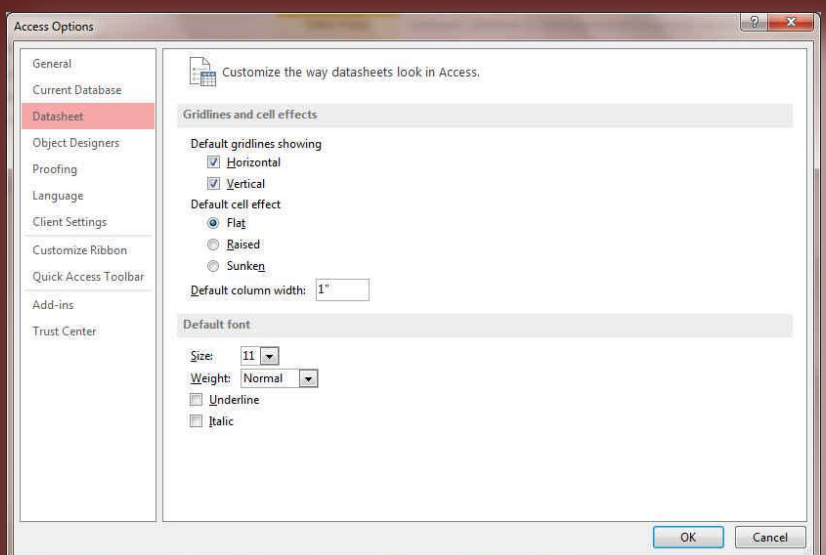 Access Options
General
Current Database
Datasheet
Object Designers
Proofing
Language
Client Settings
Customize Ribbon
Quick Access Toolbar
Add-ins
Trust Center
Customize the way datasheets look in Access.
Gridlines and cell effects
Default gridlines showing
Horizontal
Vertical
Default cell effect
Flat
Raised
Sunken
Default column width: 1"
Default font
Size: 11
Weight: Normal
Underline
Italic
OK Cancel